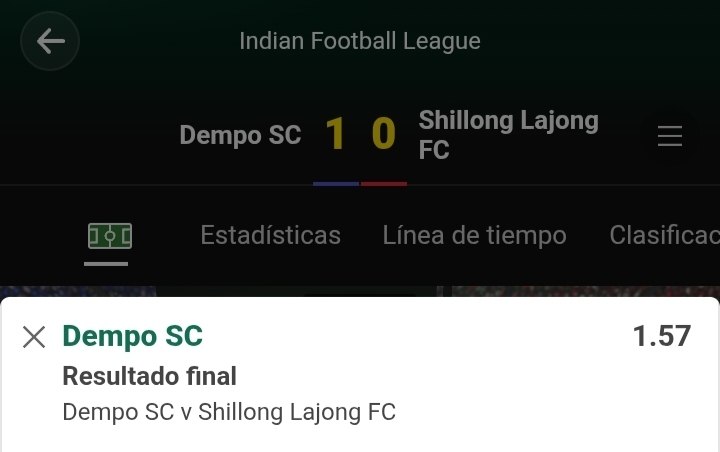 Indian Football League
Dempo SC 1 0 Shillong Lajong FC
Estadísticas Línea de tiempo Clasificac
Dempo SC 1.57
Resultado final
Dempo SC v Shillong Lajong FC